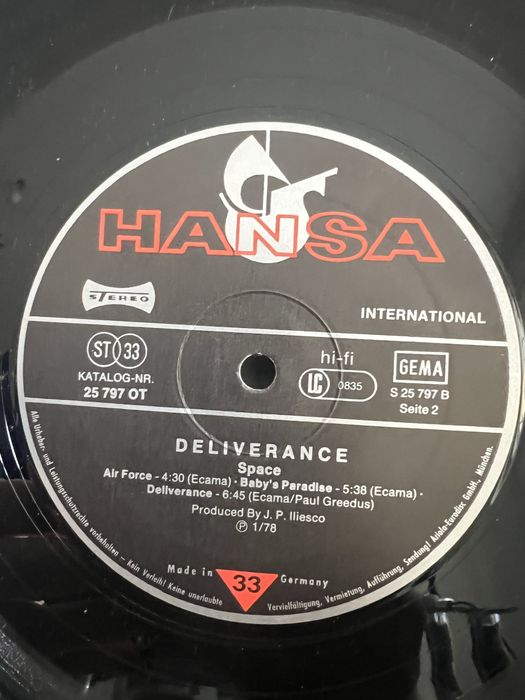 HANSA
STEREO
INTERNATIONAL
ST 33
KATALOG-NR.
25 797 OT
hi-fi
LC 0835
GEMA
S 25 797 B
Seite 2
DELIVERANCE
Space
Air Force - 4:30 (Ecama) · Baby's Paradise - 5:38 (Ecama) ·
Deliverance - 6:45 (Ecama/Paul Greedus)
Produced By J. P. Iliesco
℗ 1/78
Made in 33 Germany
Alle Urheber- und Leistungsschutzrechte vorbehalten - Kein Verleih! Keine unerlaubte Vervielfältigung, Vermietung, Aufführung, Sendung! Ariola-Eurodisc GmbH., München.